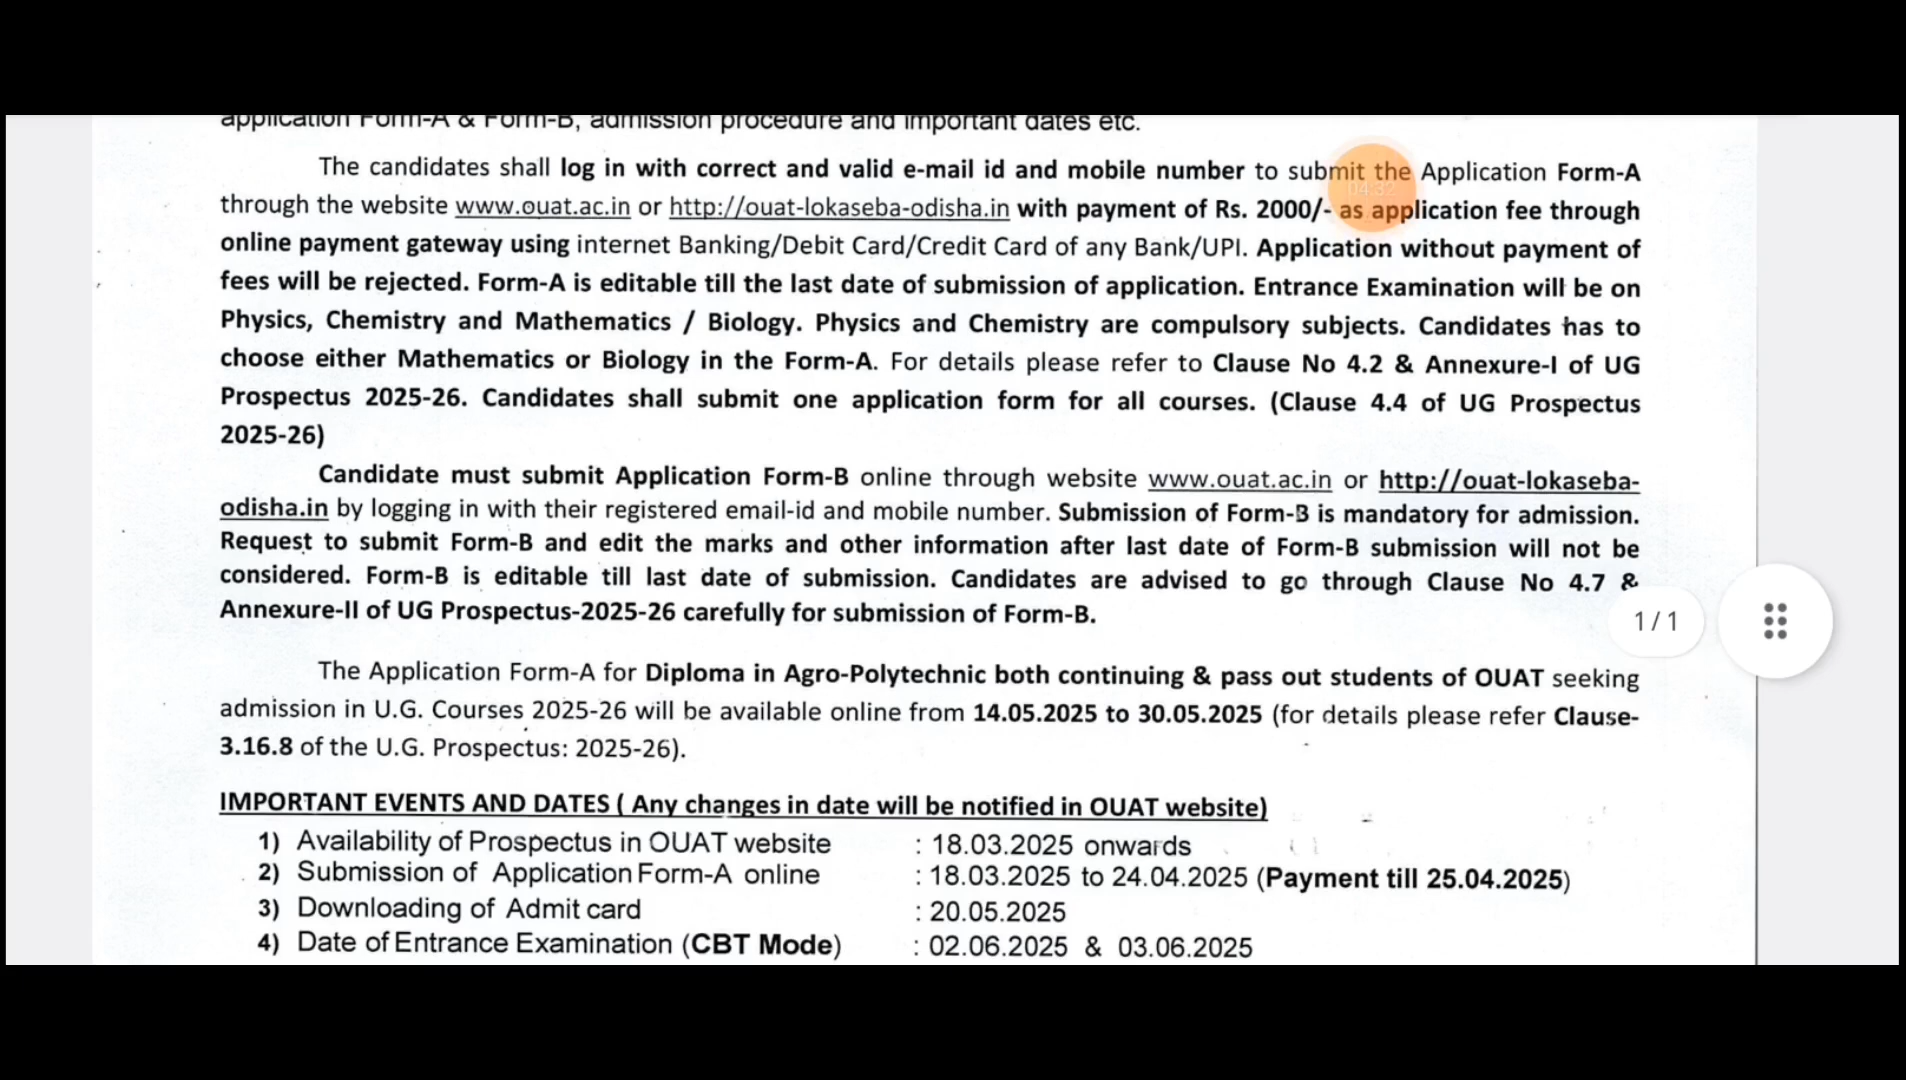 application Form-A & Form-B, admission procedure and important dates etc.
The candidates shall log in with correct and valid e-mail id and mobile number to submit the Application Form-A
through the website www.ouat.ac.in or http://ouat-lokaseba-odisha.in with payment of Rs. 2000/- as application fee through
online payment gateway using internet Banking/Debit Card/Credit Card of any Bank/UPI. Application without payment of
fees will be rejected. Form-A is editable till the last date of submission of application. Entrance Examination will be on
Physics, Chemistry and Mathematics / Biology. Physics and Chemistry are compulsory subjects. Candidates has to
choose either Mathematics or Biology in the Form-A. For details please refer to Clause No 4.2 & Annexure-I of UG
Prospectus 2025-26. Candidates shall submit one application form for all courses. (Clause 4.4 of UG Prospectus
2025-26)
Candidate must submit Application Form-B online through website www.ouat.ac.in or http://ouat-lokaseba-
odisha.in by logging in with their registered email-id and mobile number. Submission of Form-B is mandatory for admission.
Request to submit Form-B and edit the marks and other information after last date of Form-B submission will not be
considered. Form-B is editable till last date of submission. Candidates are advised to go through Clause No 4.7 &
Annexure-II of UG Prospectus-2025-26 carefully for submission of Form-B.
1/1
The Application Form-A for Diploma in Agro-Polytechnic both continuing & pass out students of OUAT seeking
admission in U.G. Courses 2025-26 will be available online from 14.05.2025 to 30.05.2025 (for details please refer Clause-
3.16.8 of the U.G. Prospectus: 2025-26).
IMPORTANT EVENTS AND DATES ( Any changes in date will be notified in OUAT website)
1) Availability of Prospectus in OUAT website : 18.03.2025 onwards
2) Submission of Application Form-A online : 18.03.2025 to 24.04.2025 (Payment till 25.04.2025)
3) Downloading of Admit card : 20.05.2025
4) Date of Entrance Examination (CBT Mode) : 02.06.2025 & 03.06.2025